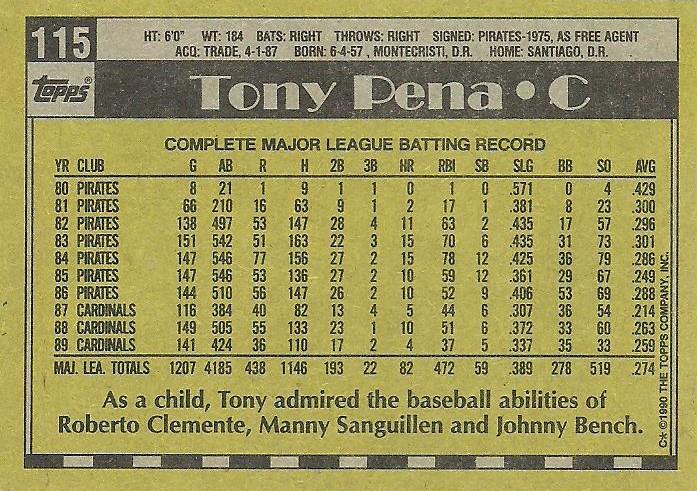 115
HT: 6'0" WT: 184 BATS: RIGHT THROWS: RIGHT SIGNED: PIRATES-1975, AS FREE AGENT
ACQ: TRADE, 4-1-87 BORN: 6-4-57 , MONTECRISTI, D.R. HOME: SANTIAGO, D.R.
TOPPS®
Tony Pena • C
COMPLETE MAJOR LEAGUE BATTING RECORD
YR CLUB G AB R H 2B 3B HR RBI SB SLG BB SO AVG
80 PIRATES 8 21 1 9 1 1 0 1 0 .571 0 4 .429
81 PIRATES 66 210 16 63 9 1 2 17 1 .381 8 23 .300
82 PIRATES 138 497 53 147 28 4 11 63 2 .435 17 57 .296
83 PIRATES 151 542 51 163 22 3 15 70 6 .435 31 73 .301
84 PIRATES 147 546 77 156 27 2 15 78 12 .425 36 79 .286
85 PIRATES 147 546 53 136 27 2 10 59 12 .361 29 67 .249
86 PIRATES 144 510 56 147 26 2 10 52 9 .406 53 69 .288
87 CARDINALS 116 384 40 82 13 4 5 44 6 .307 36 54 .214
88 CARDINALS 149 505 55 133 23 1 10 51 6 .372 33 60 .263
89 CARDINALS 141 424 36 110 17 2 4 37 5 .337 35 33 .259
MAJ. LEA. TOTALS 1207 4185 438 1146 193 22 82 472 59 .389 278 519 .274
As a child, Tony admired the baseball abilities of
Roberto Clemente, Manny Sanguillen and Johnny Bench.
C★ ©1990 THE TOPPS COMPANY, INC.